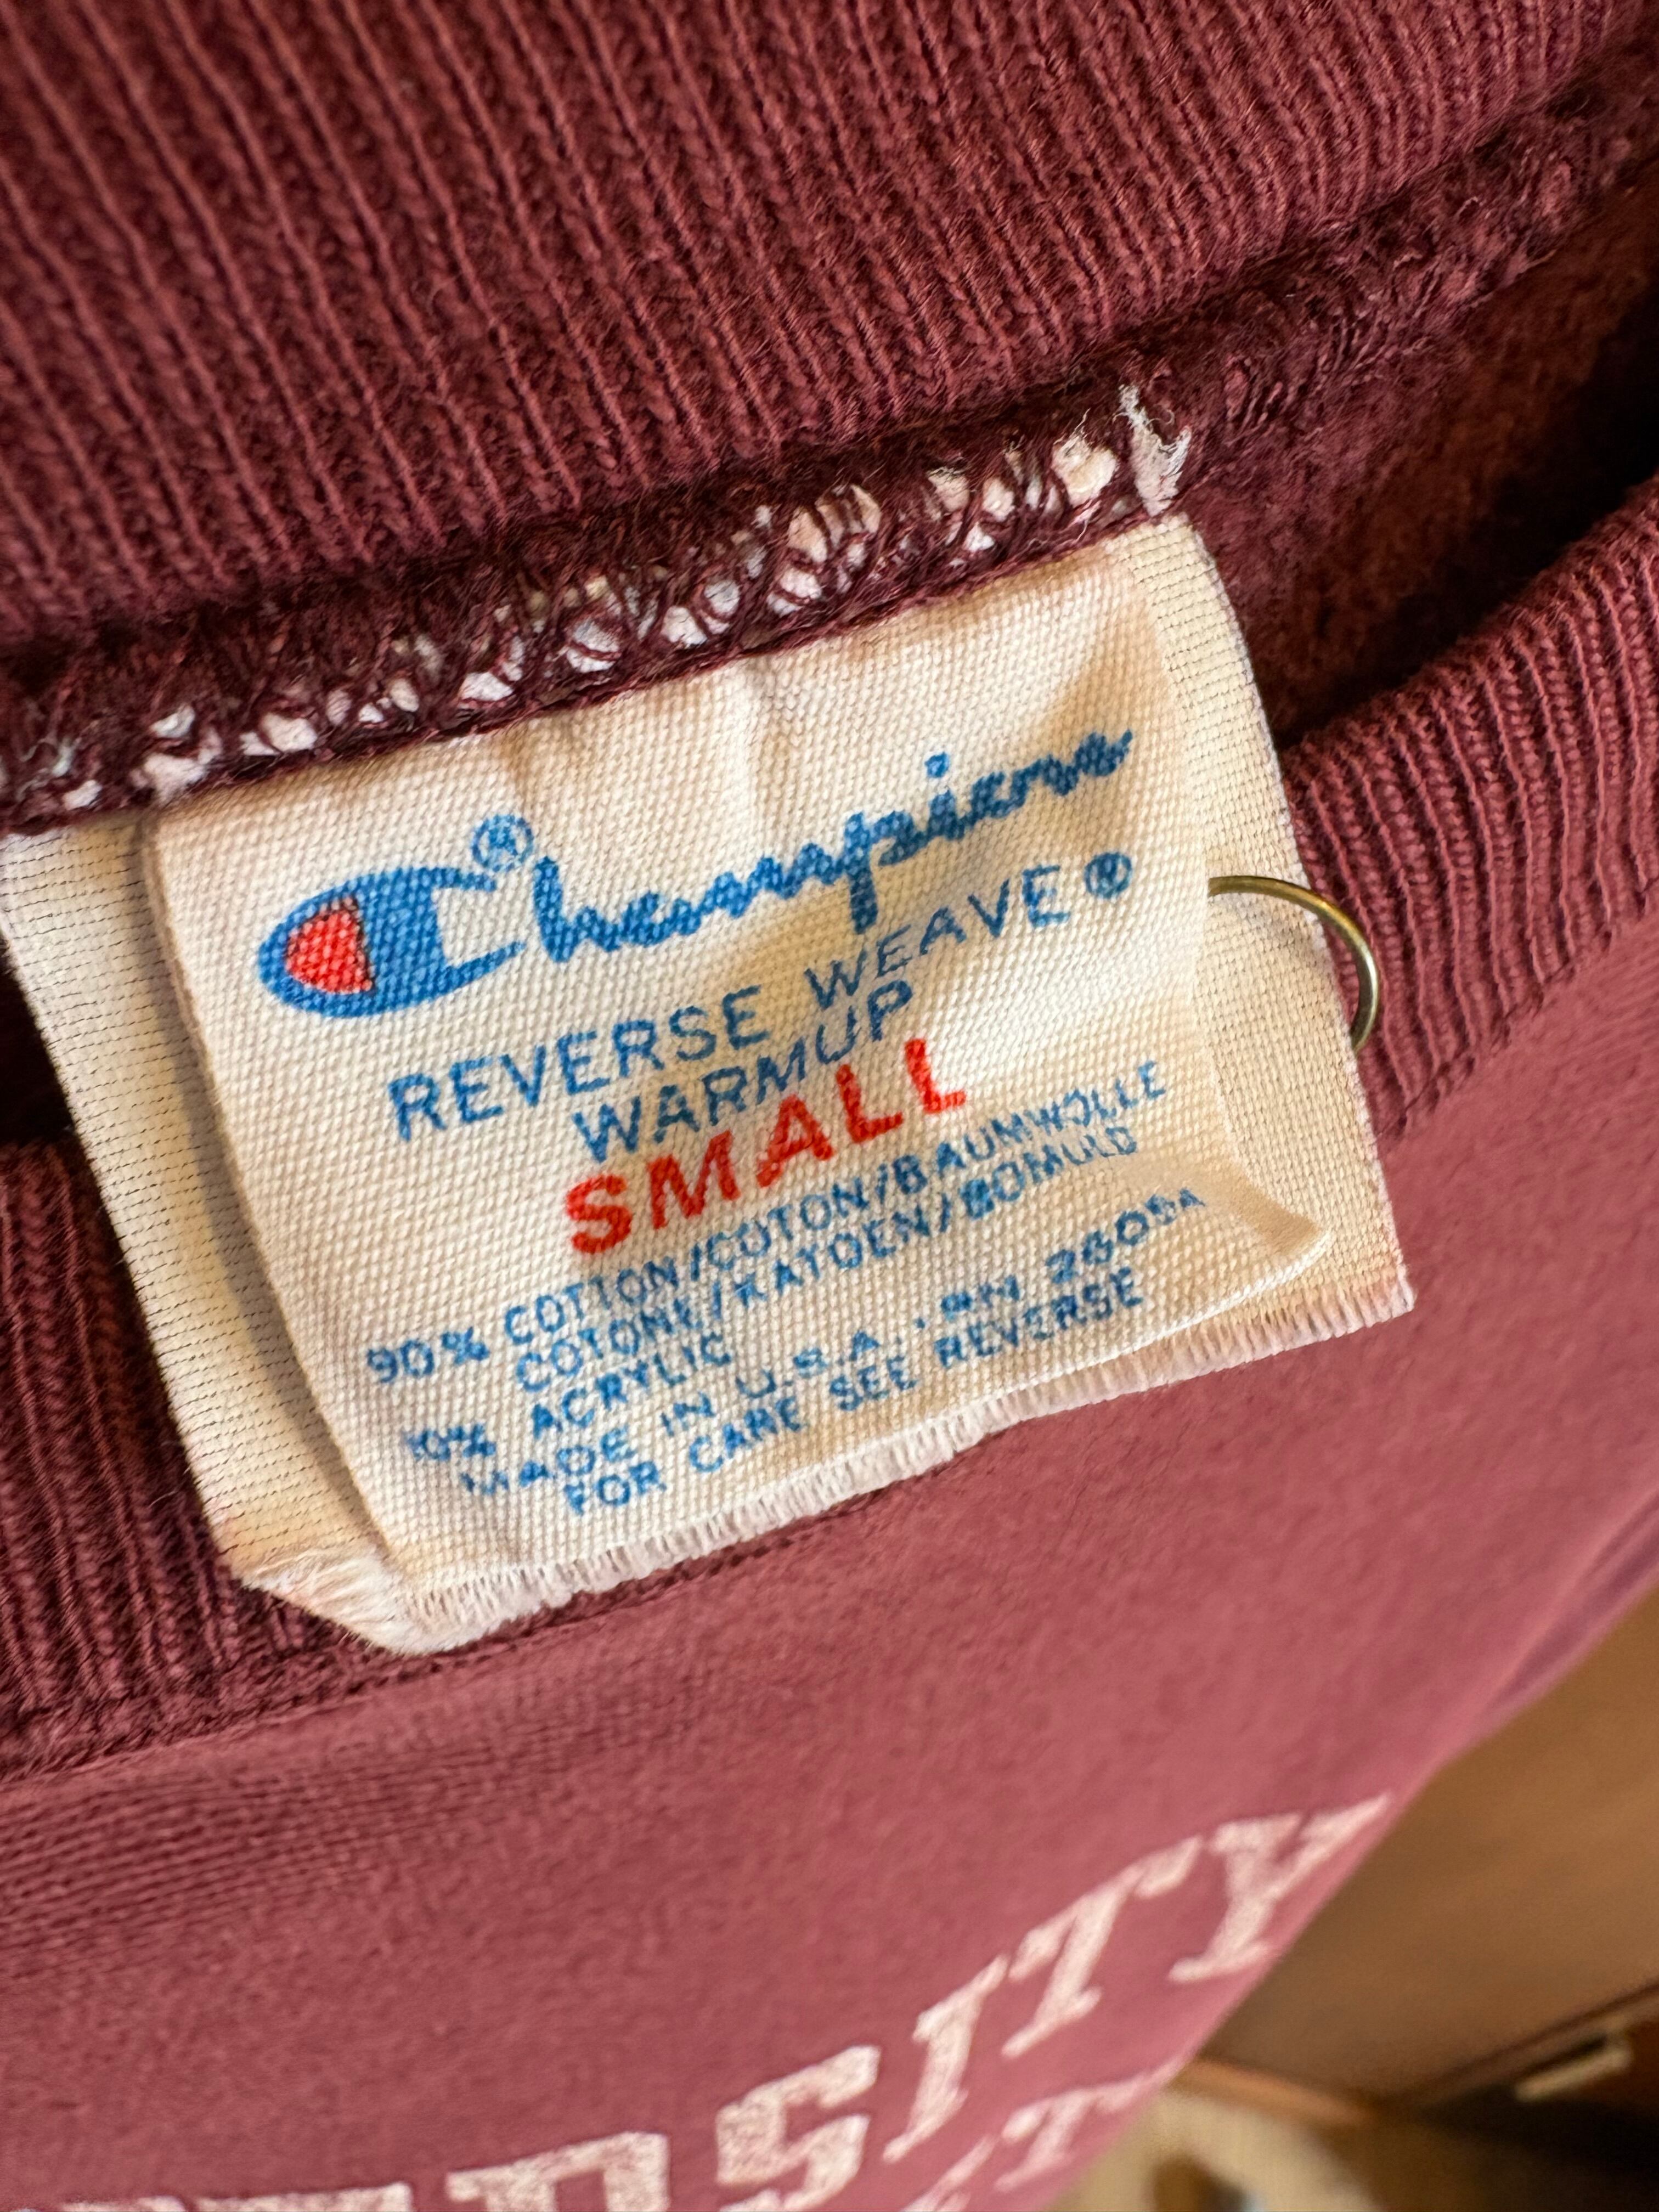 Champion®
REVERSE WEAVE®
WARMUP
SMALL
90% COTTON/COTON/BAUMWOLLE
COTONE/KATOEN/BOMULD
10% ACRYLIC
MADE IN U.S.A. RN 26094
FOR CARE SEE REVERSE
RSITY